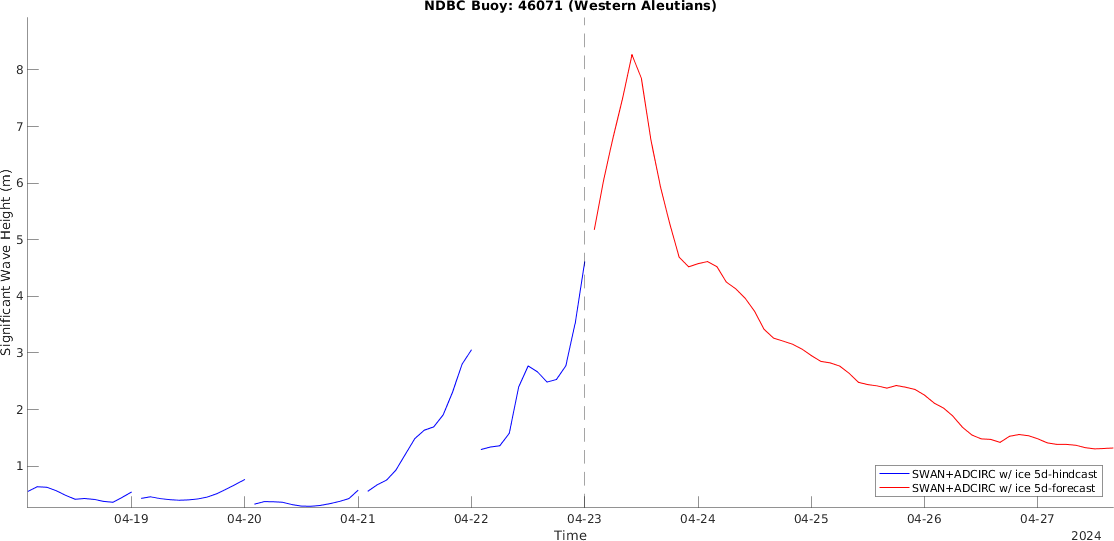 NDBC Buoy: 46071 (Western Aleutians)
8
7
6
5
4
3
2
1
Significant Wave Height (m)
SWAN+ADCIRC w/ ice 5d-hindcast
SWAN+ADCIRC w/ ice 5d-forecast
04-19 04-20 04-21 04-22 04-23 04-24 04-25 04-26 04-27
Time
2024